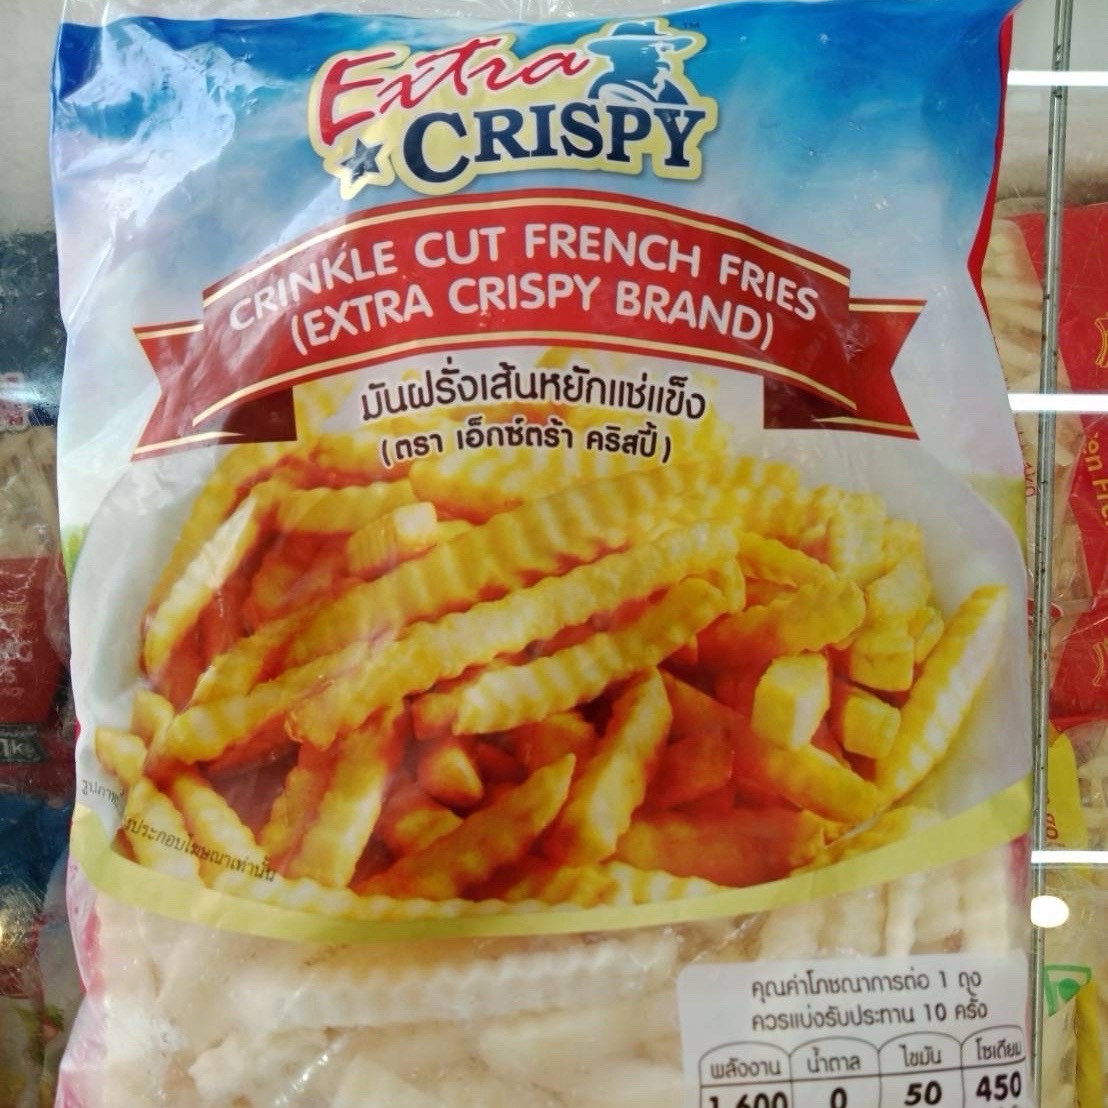 Extra
CRISPY
TM
CRINKLE CUT FRENCH FRIES
(EXTRA CRISPY BRAND)
มันฝรั่งเส้นหยักแช่แข็ง
(ตรา เอ็กซ์ตร้า คริสปี้)
คุณค่าโภชนาการต่อ 1 ถุง
ควรแบ่งรับประทาน 10 ครั้ง
พลังงาน น้ำตาล ไขมัน โซเดียม
1,600 0 50 450